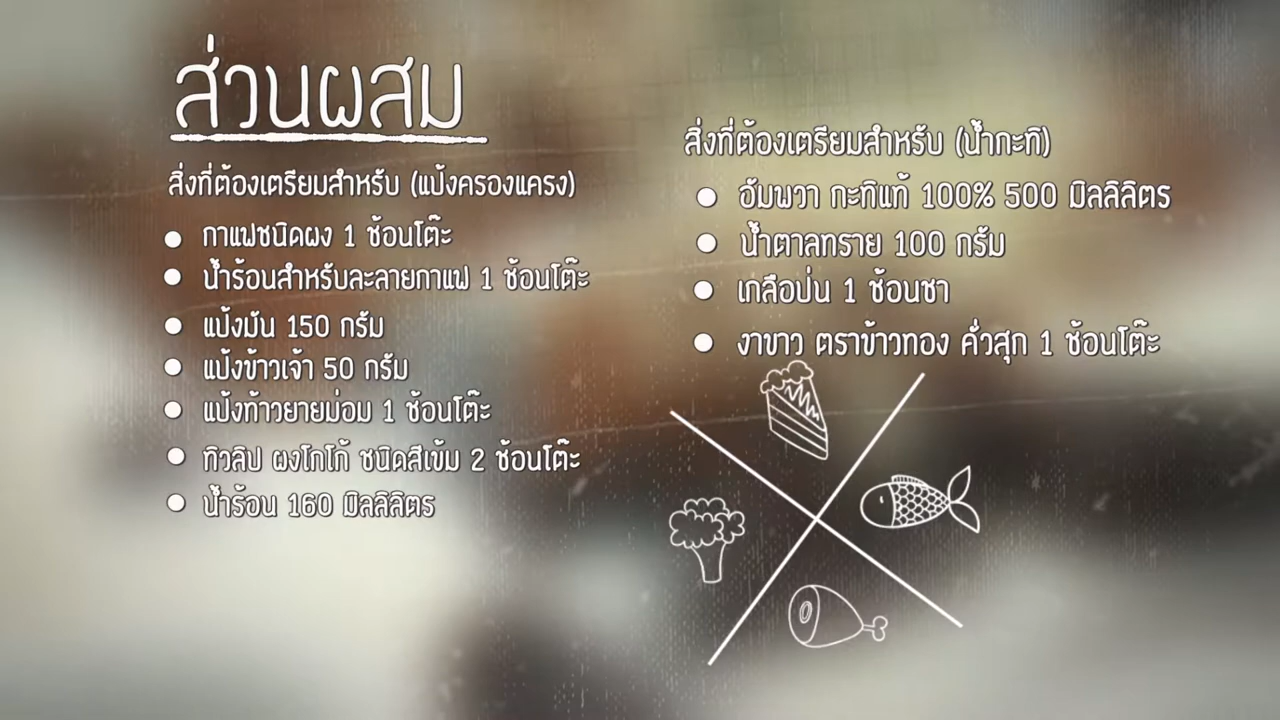 ส่วนผสม
สิ่งที่ต้องเตรียมสำหรับ (แป้งครองแครง)
กาแฟชนิดผง 1 ช้อนโต๊ะ
น้ำร้อนสำหรับละลายกาแฟ 1 ช้อนโต๊ะ
แป้งมัน 150 กรัม
แป้งข้าวเจ้า 50 กรัม
แป้งท้าวยายม่อม 1 ช้อนโต๊ะ
ทิวลิป ผงโกโก้ ชนิดสีเข้ม 2 ช้อนโต๊ะ
น้ำร้อน 160 มิลลิลิตร
สิ่งที่ต้องเตรียมสำหรับ (น้ำกะทิ)
อัมพวา กะทิแท้ 100% 500 มิลลิลิตร
น้ำตาลทราย 100 กรัม
เกลือป่น 1 ช้อนชา
งาขาว ตราข้าวทอง คั่วสุก 1 ช้อนโต๊ะ